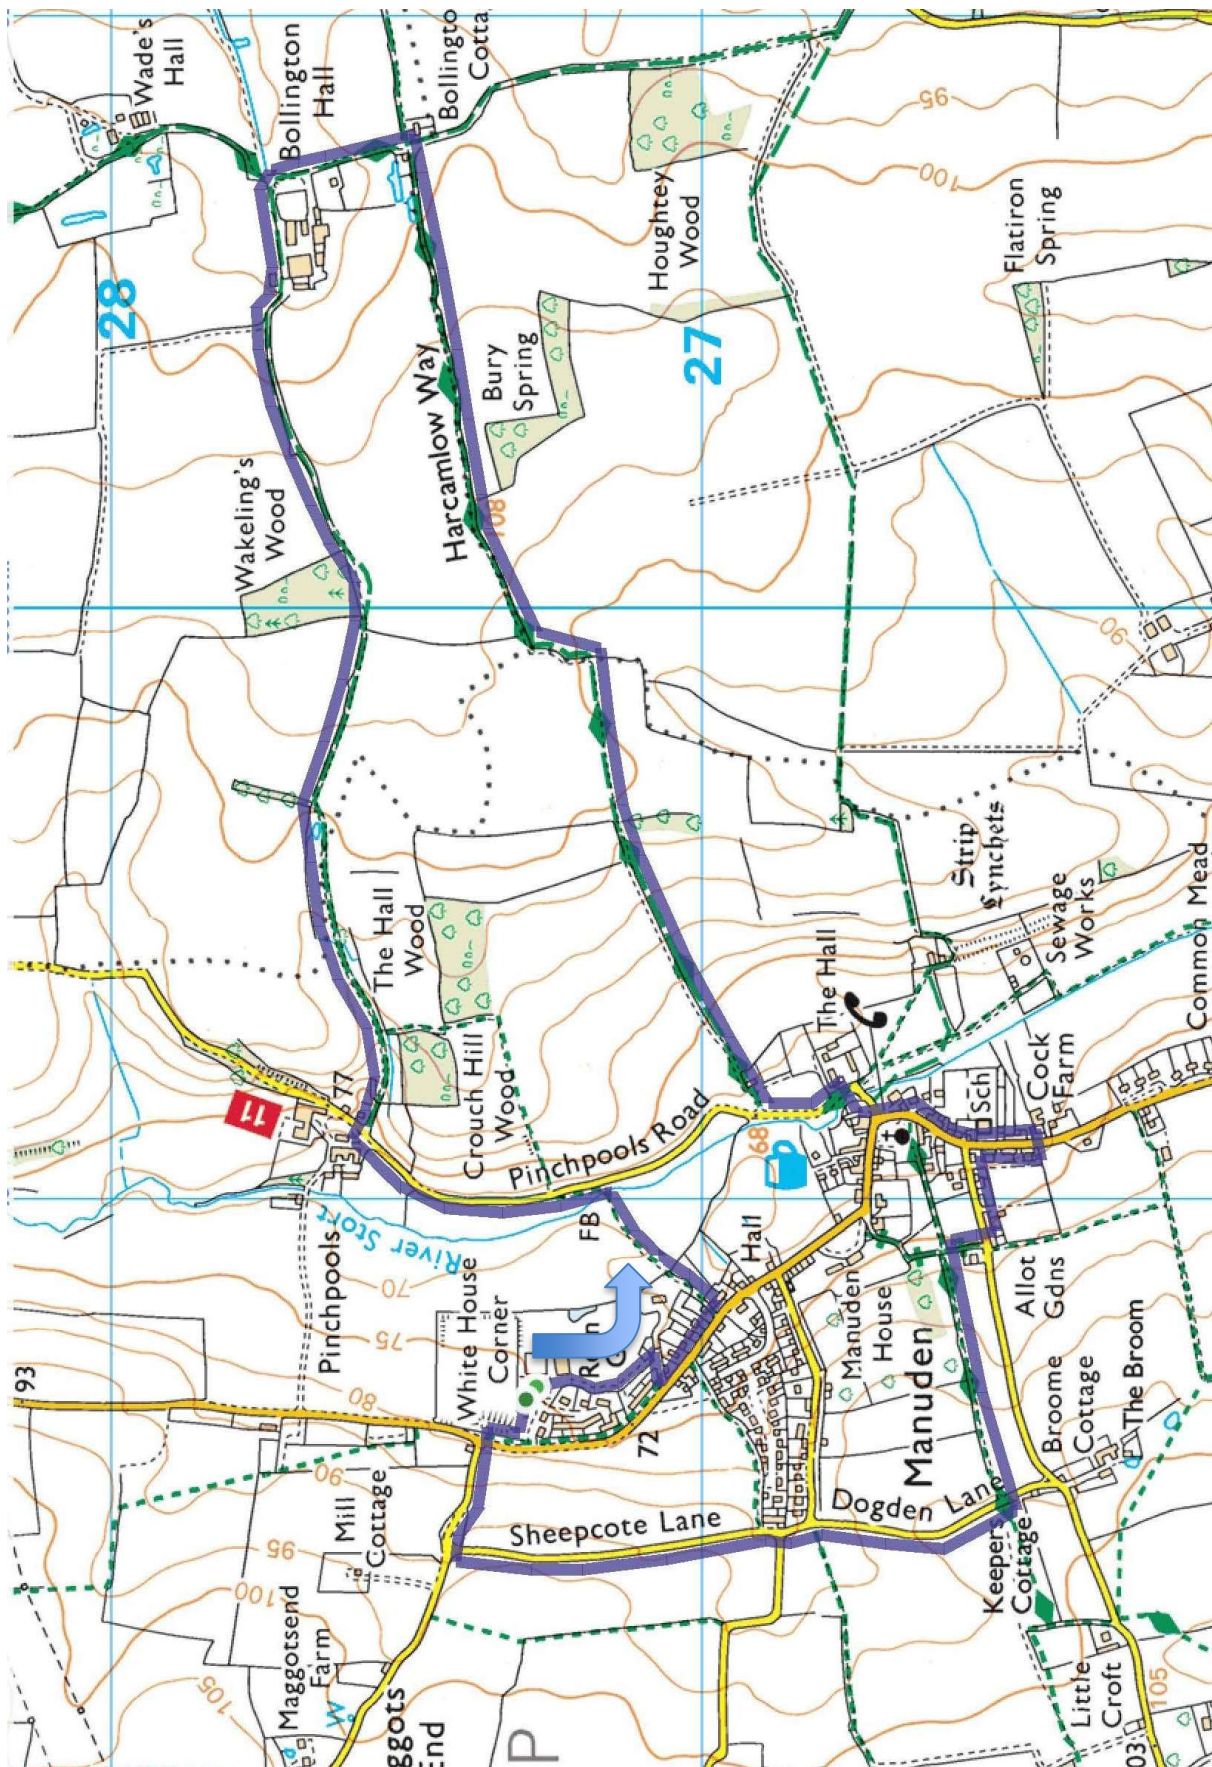 Wade's
Hall
Bollington
Hall
Bollingto
Cotta
28
Wakeling's
Wood
Harcamlow Way
108
Bury
Spring
Houghtey
Wood
27
95
100
Flatiron
Spring
90
The Hall
Wood
The Hall
Strip
Lynchets
Sewage
Works
Common Mead
11
77
Crouch Hill
Wood
Pinchpools Road
68
Sch
Cock
Farm
Pinchpools
River Stort
FB
70
75
80
93
White House
Corner
Hall
72
Manuden
House
Manuden
Allot
Gdns
Broome
Cottage
The Broom
90
95
100
105
Mill
Cottage
Sheepcote Lane
Dogden Lane
Keepers
Cottage
Maggotsend
Farm
W
ggots
End
P
Little
Croft
105
03